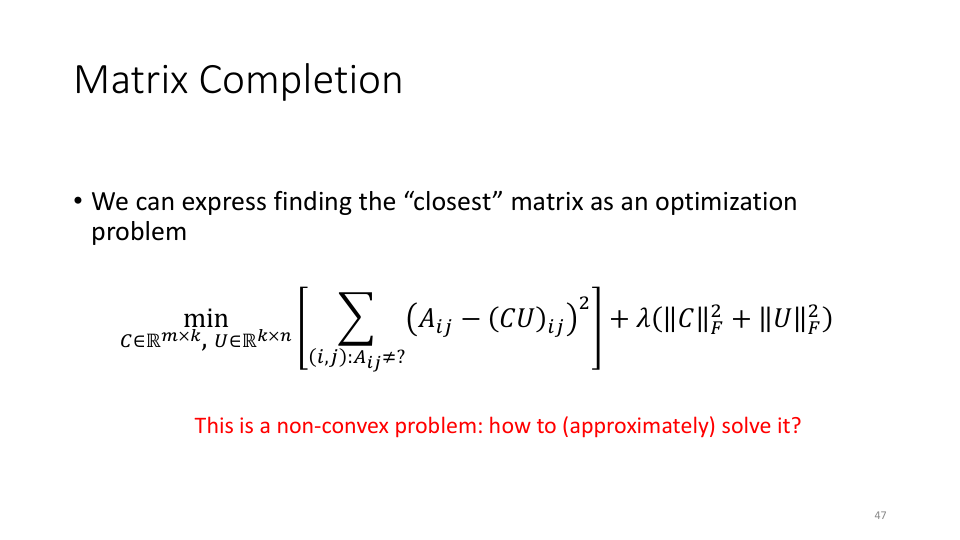 Matrix Completion
• We can express finding the “closest” matrix as an optimization
problem
$\min_{C \in \mathbb{R}^{m \times k},\ U \in \mathbb{R}^{k \times n}} \left[ \sum_{(i,j): A_{ij} \neq ?} \left( A_{ij} - (CU)_{ij} \right)^2 \right] + \lambda \left( \|C\|_F^2 + \|U\|_F^2 \right)$
This is a non-convex problem: how to (approximately) solve it?
47